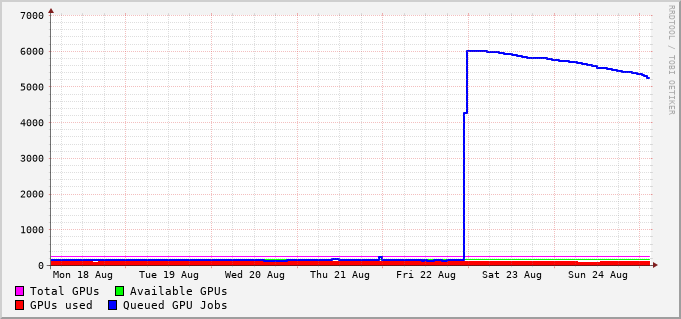 7000
6000
5000
4000
3000
2000
1000
0
Mon 18 Aug Tue 19 Aug Wed 20 Aug Thu 21 Aug Fri 22 Aug Sat 23 Aug Sun 24 Aug
Total GPUs Available GPUs
GPUs used Queued GPU Jobs
RRDTOOL / TOBI OETIKER